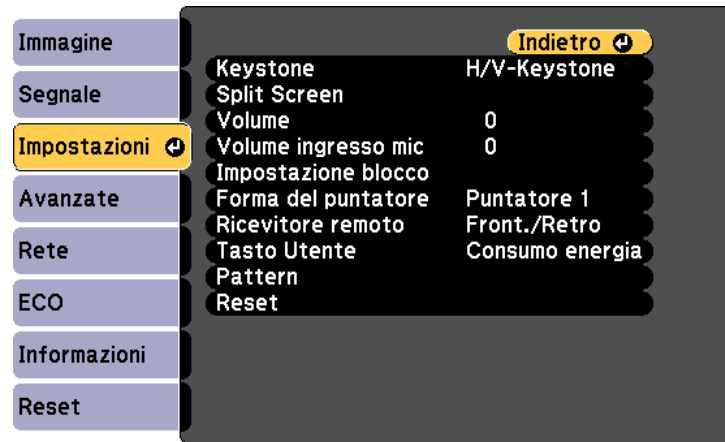 Immagine
Segnale
Impostazioni
Avanzate
Rete
ECO
Informazioni
Reset
Indietro
Keystone H/V-Keystone
Split Screen
Volume 0
Volume ingresso mic 0
Impostazione blocco
Forma del puntatore Puntatore 1
Ricevitore remoto Front./Retro
Tasto Utente Consumo energia
Pattern
Reset